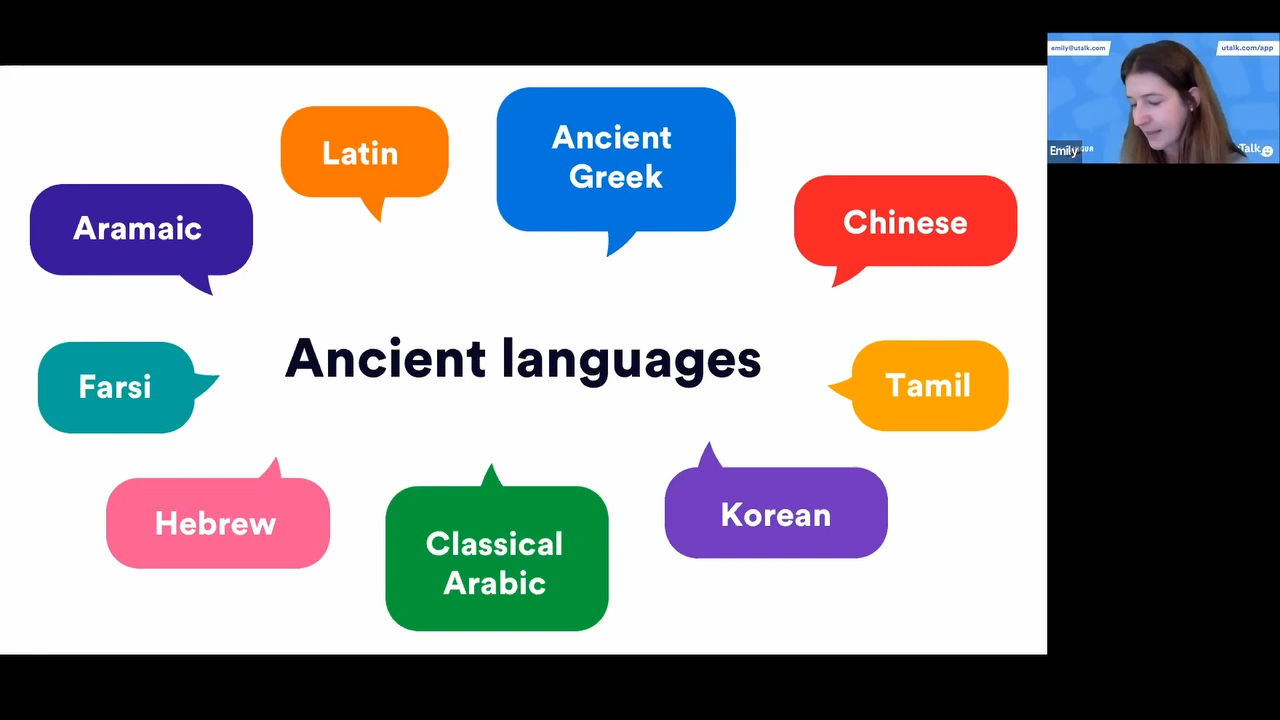 Latin
Ancient
Greek
Aramaic
Chinese
Ancient languages
Farsi
Tamil
Hebrew
Classical
Arabic
Korean
emily@utalk.com
utalk.com/app
Emily
Talk